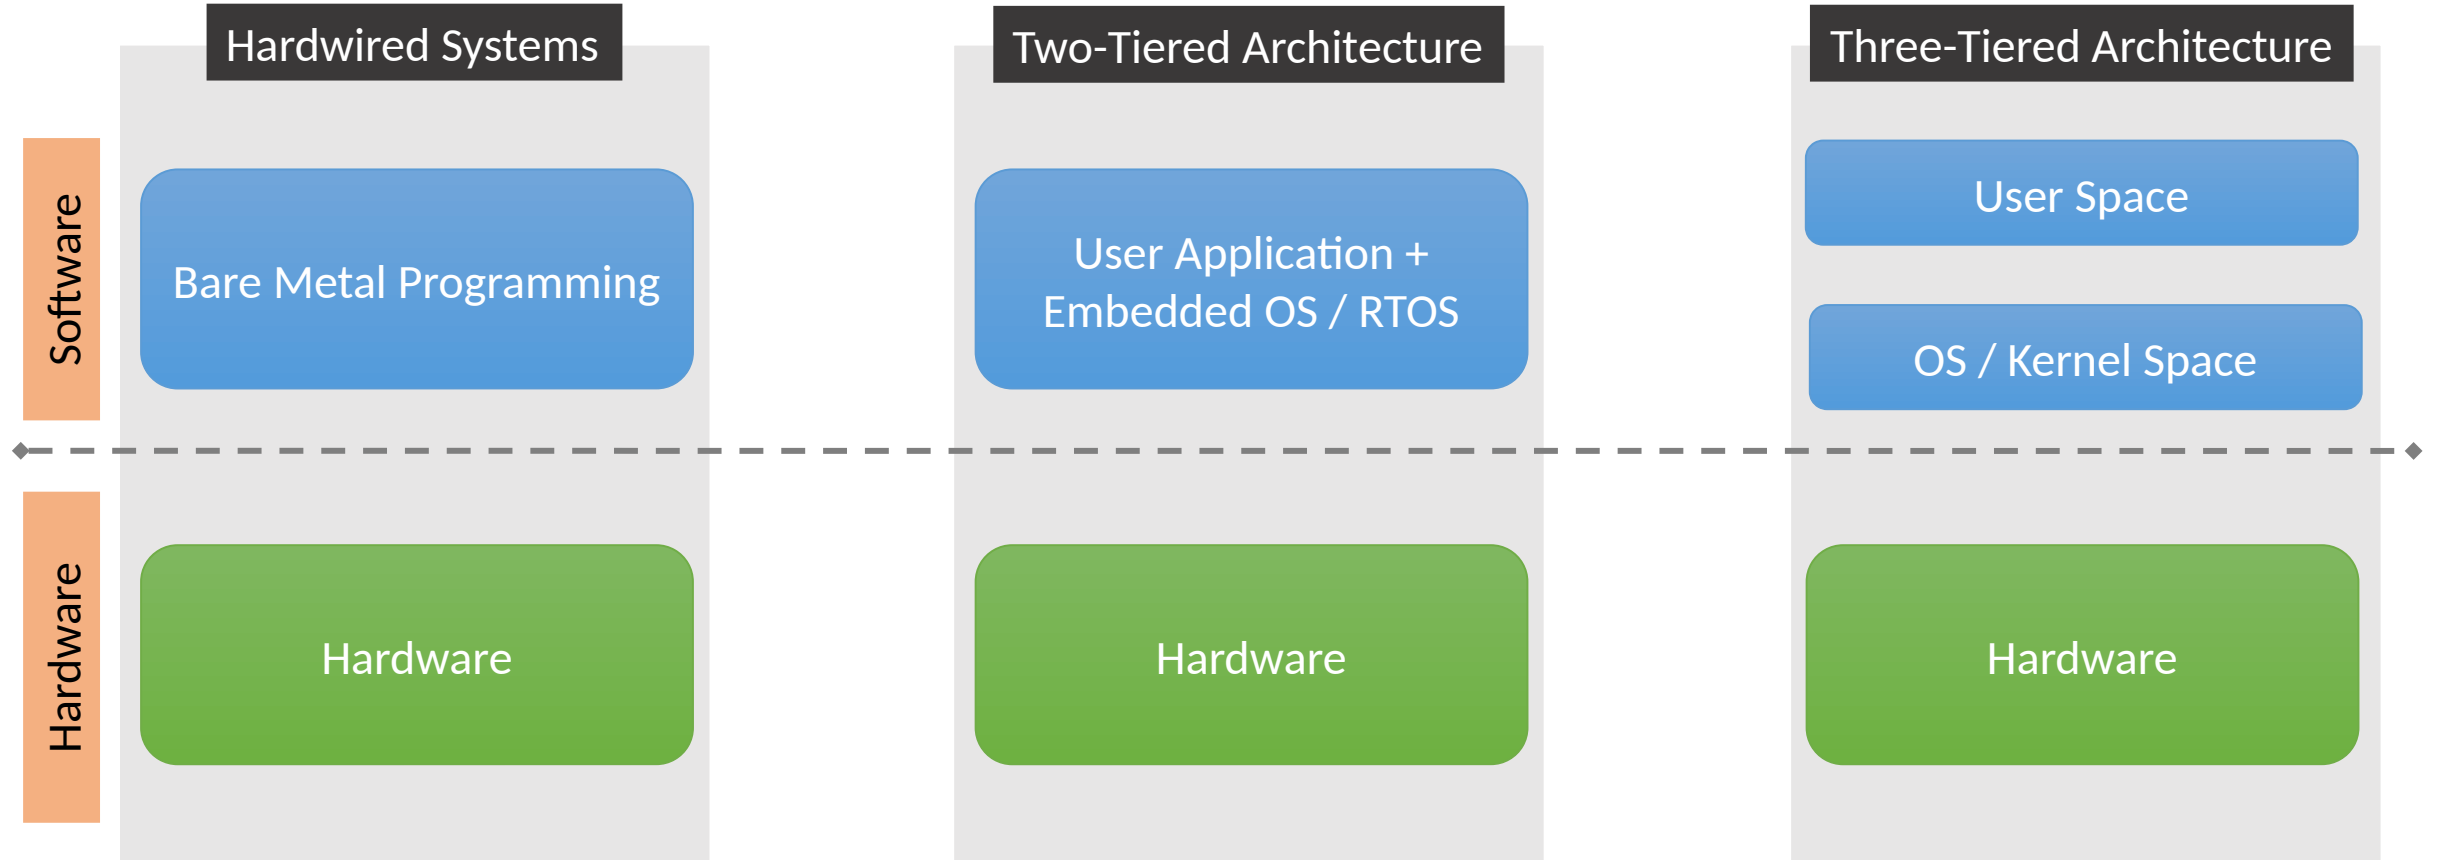 Hardwired Systems
Two-Tiered Architecture
Three-Tiered Architecture
Software
Bare Metal Programming
User Application +
Embedded OS / RTOS
User Space
OS / Kernel Space
Hardware
Hardware
Hardware
Hardware